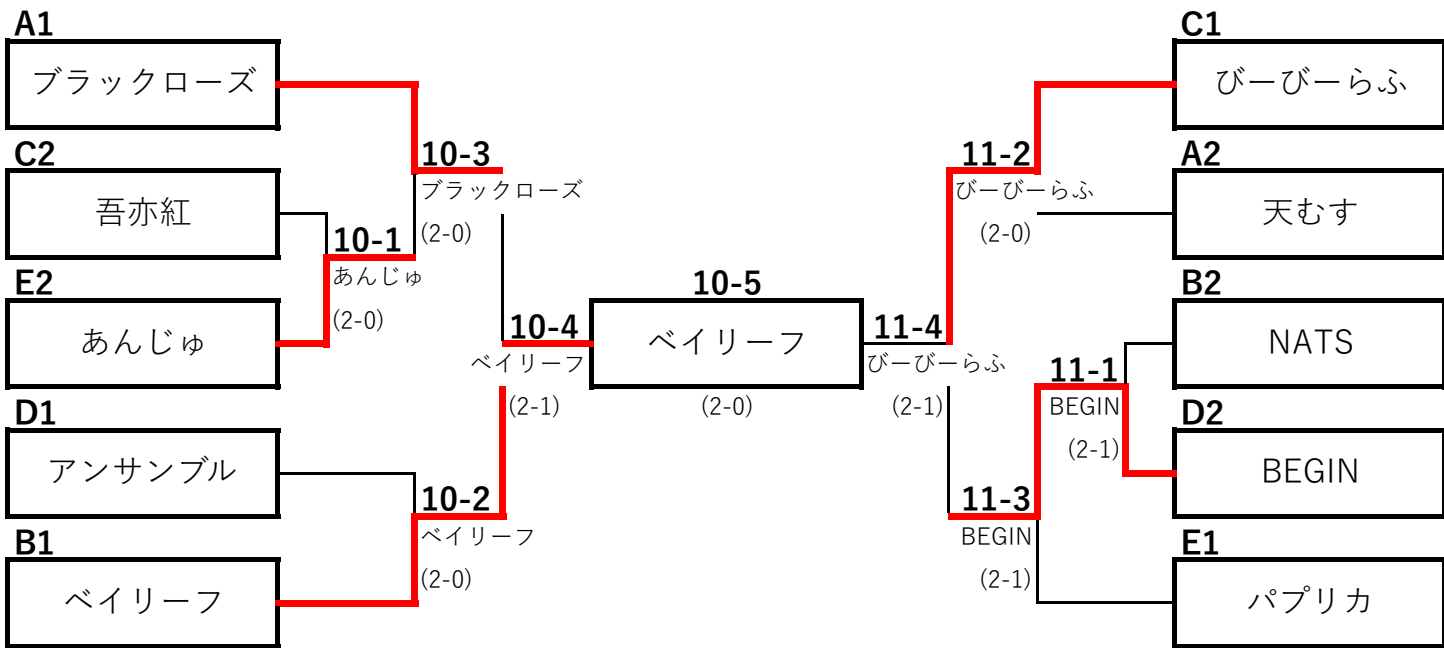 A1
ブラックローズ
C2
吾亦紅
E2
あんじゅ
D1
アンサンブル
B1
ベイリーフ
10-1
あんじゅ
(2-0)
10-3
ブラックローズ
(2-0)
10-2
ベイリーフ
(2-0)
10-4
ベイリーフ
(2-1)
10-5
ベイリーフ
(2-0)
11-4
びーびーらふ
(2-1)
11-2
びーびーらふ
(2-0)
11-1
BEGIN
(2-1)
11-3
BEGIN
(2-1)
C1
びーびーらふ
A2
天むす
B2
NATS
D2
BEGIN
E1
パプリカ